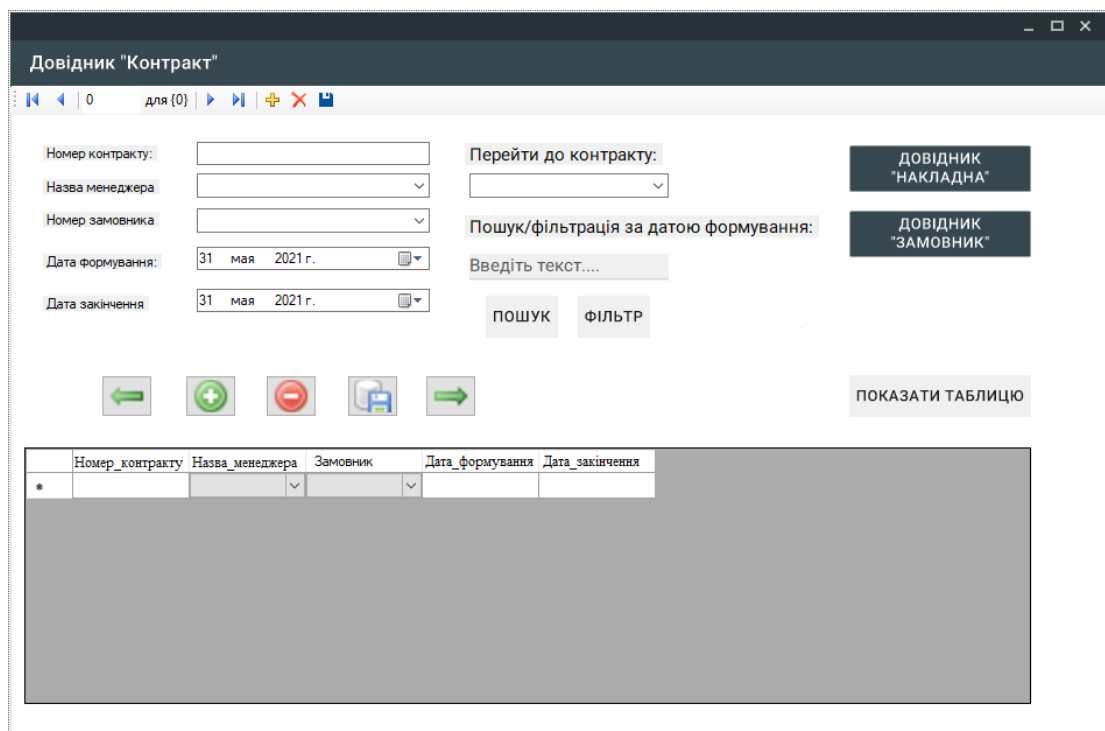 Довідник "Контракт"
0 для {0}
Номер контракту:
Назва менеджера
Номер замовника
Дата формування: 31 мая 2021 г.
Дата закінчення 31 мая 2021 г.
Перейти до контракту:
Пошук/фільтрація за датою формування:
Введіть текст....
ПОШУК ФІЛЬТР
ДОВІДНИК
"НАКЛАДНА"
ДОВІДНИК
"ЗАМОВНИК"
ПОКАЗАТИ ТАБЛИЦЮ
Номер_контракту Назва_менеджера Замовник Дата_формування Дата_закінчення